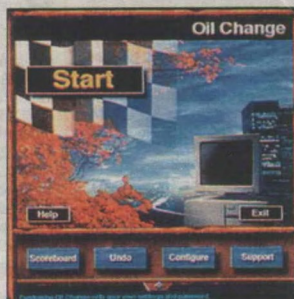 Oil Change
Start
Help
Exit
Scoreboard
Undo
Configure
Support